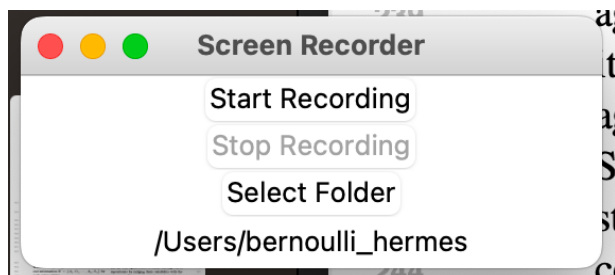 Screen Recorder
Start Recording
Stop Recording
Select Folder
/Users/bernoulli_hermes